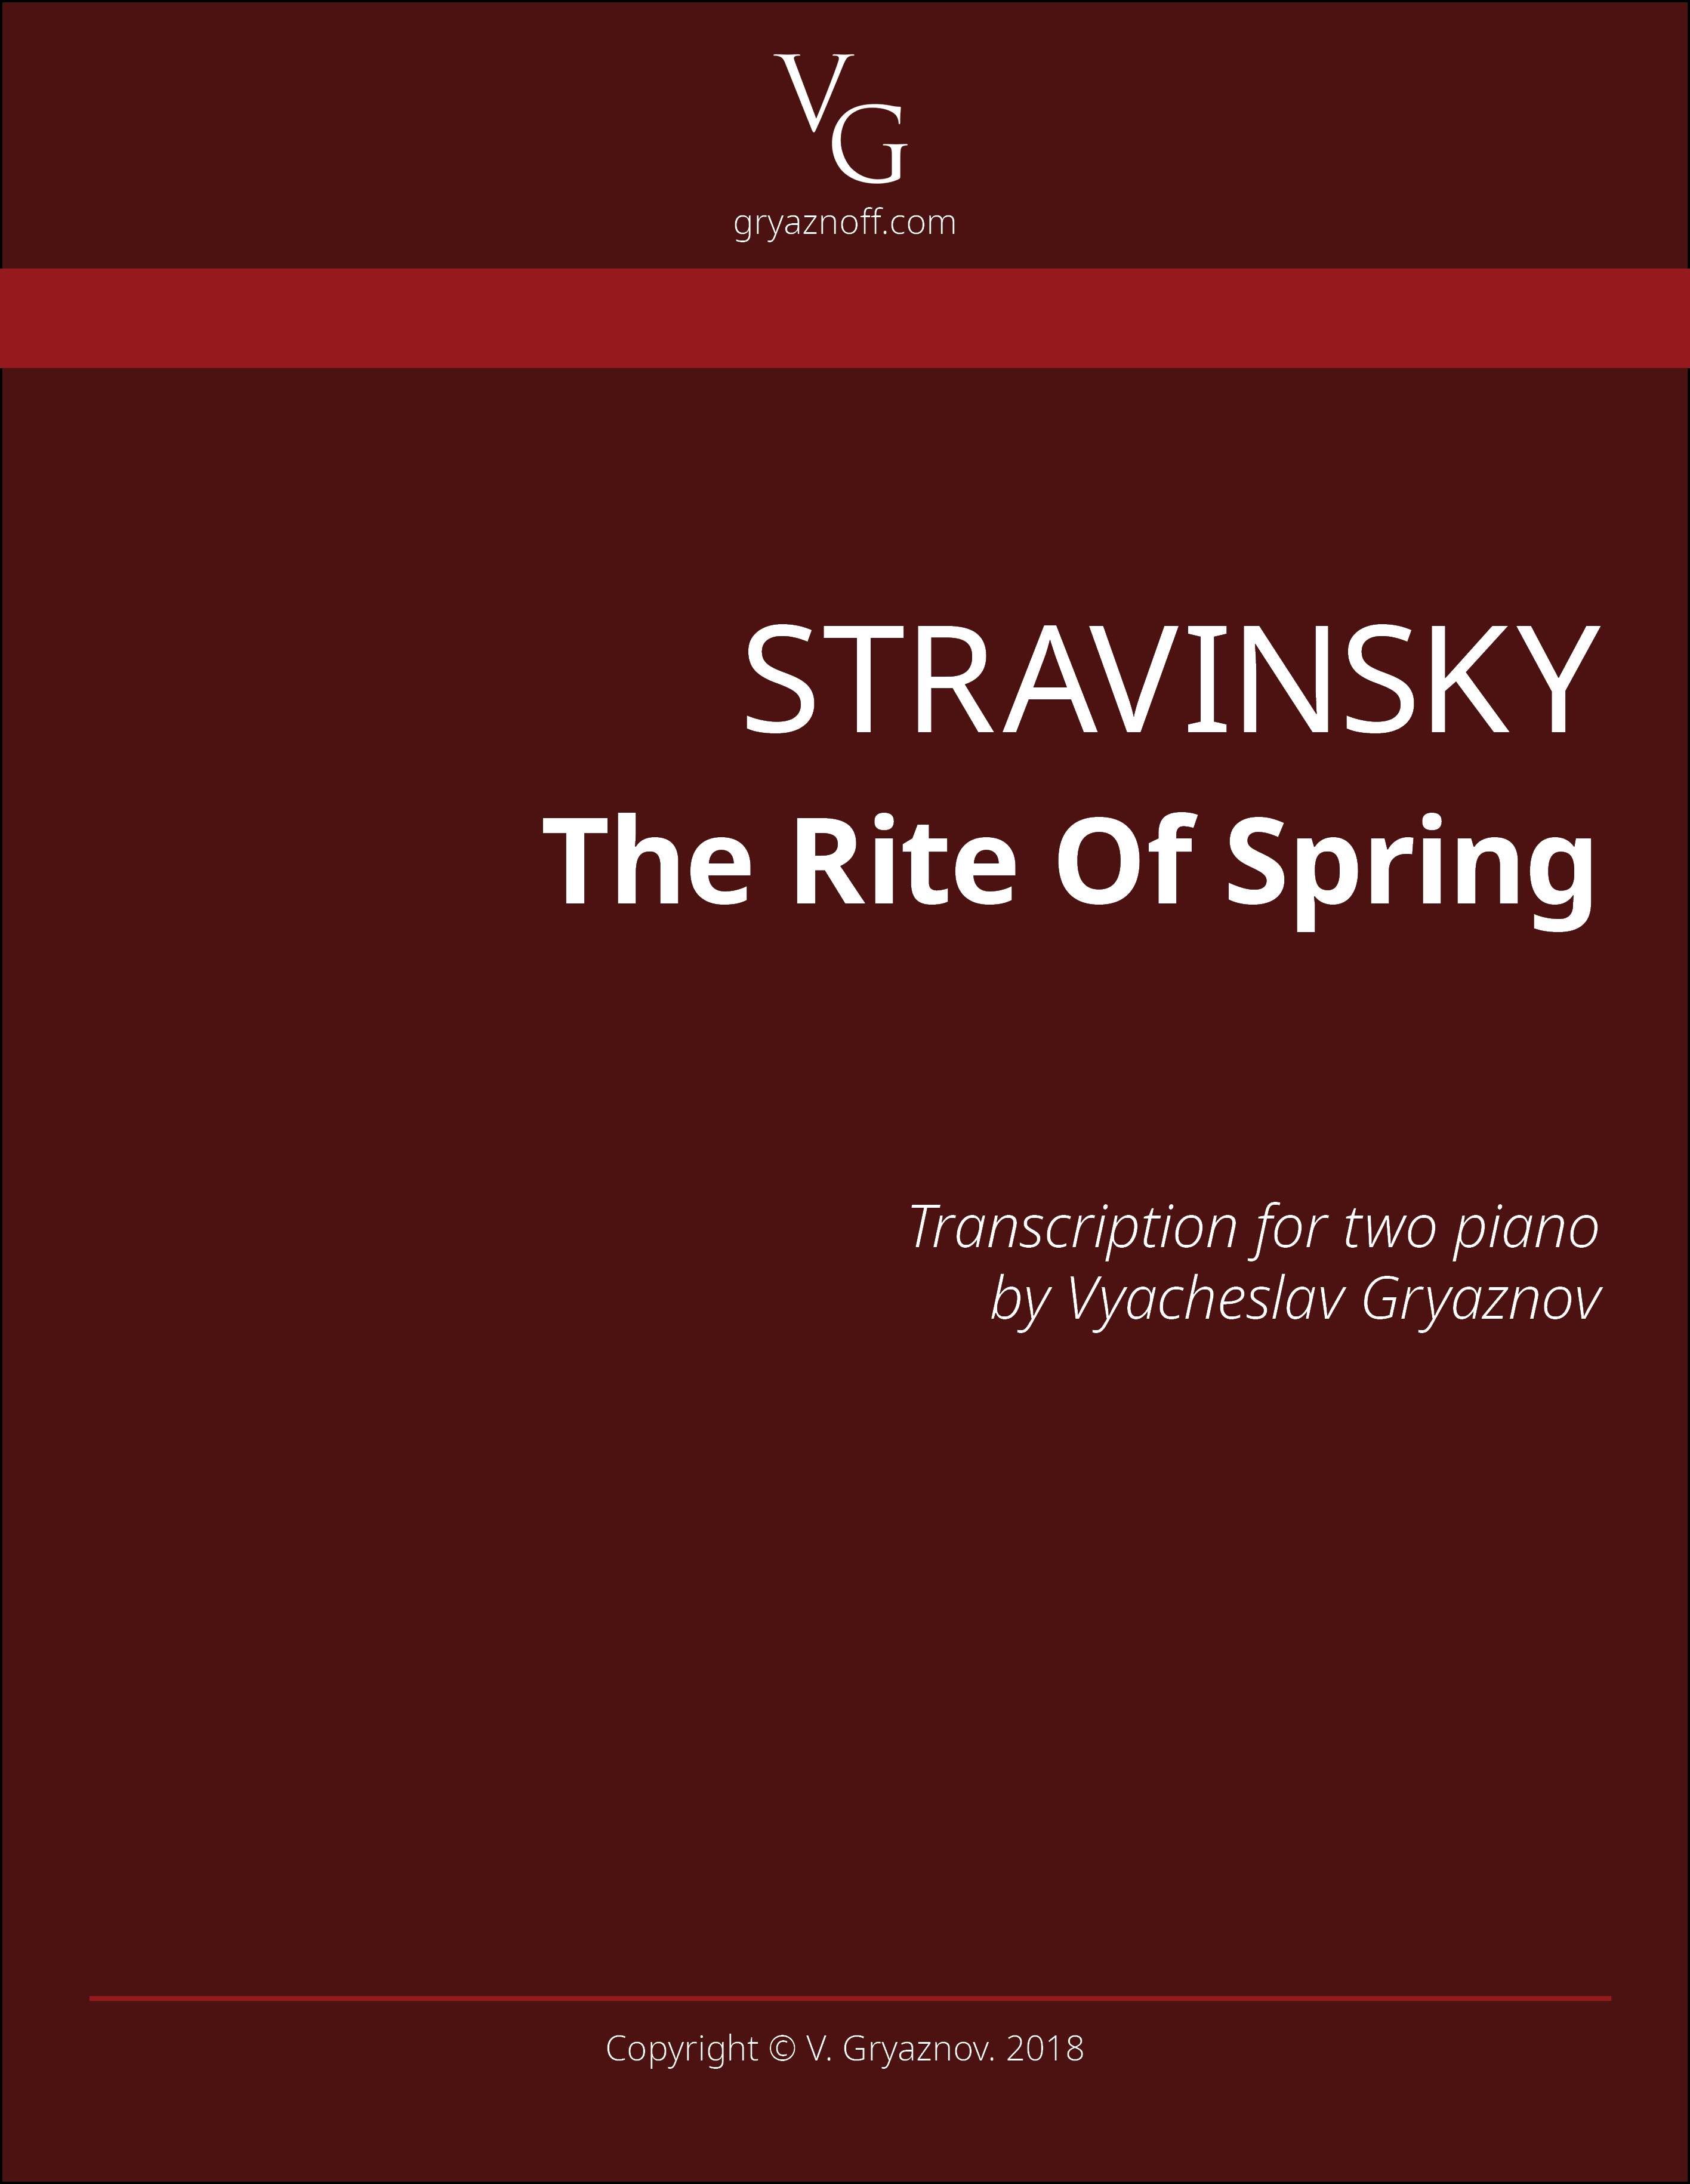 VG
gryaznoff.com
STRAVINSKY
The Rite Of Spring
Transcription for two piano
by Vyacheslav Gryaznov
Copyright © V. Gryaznov. 2018